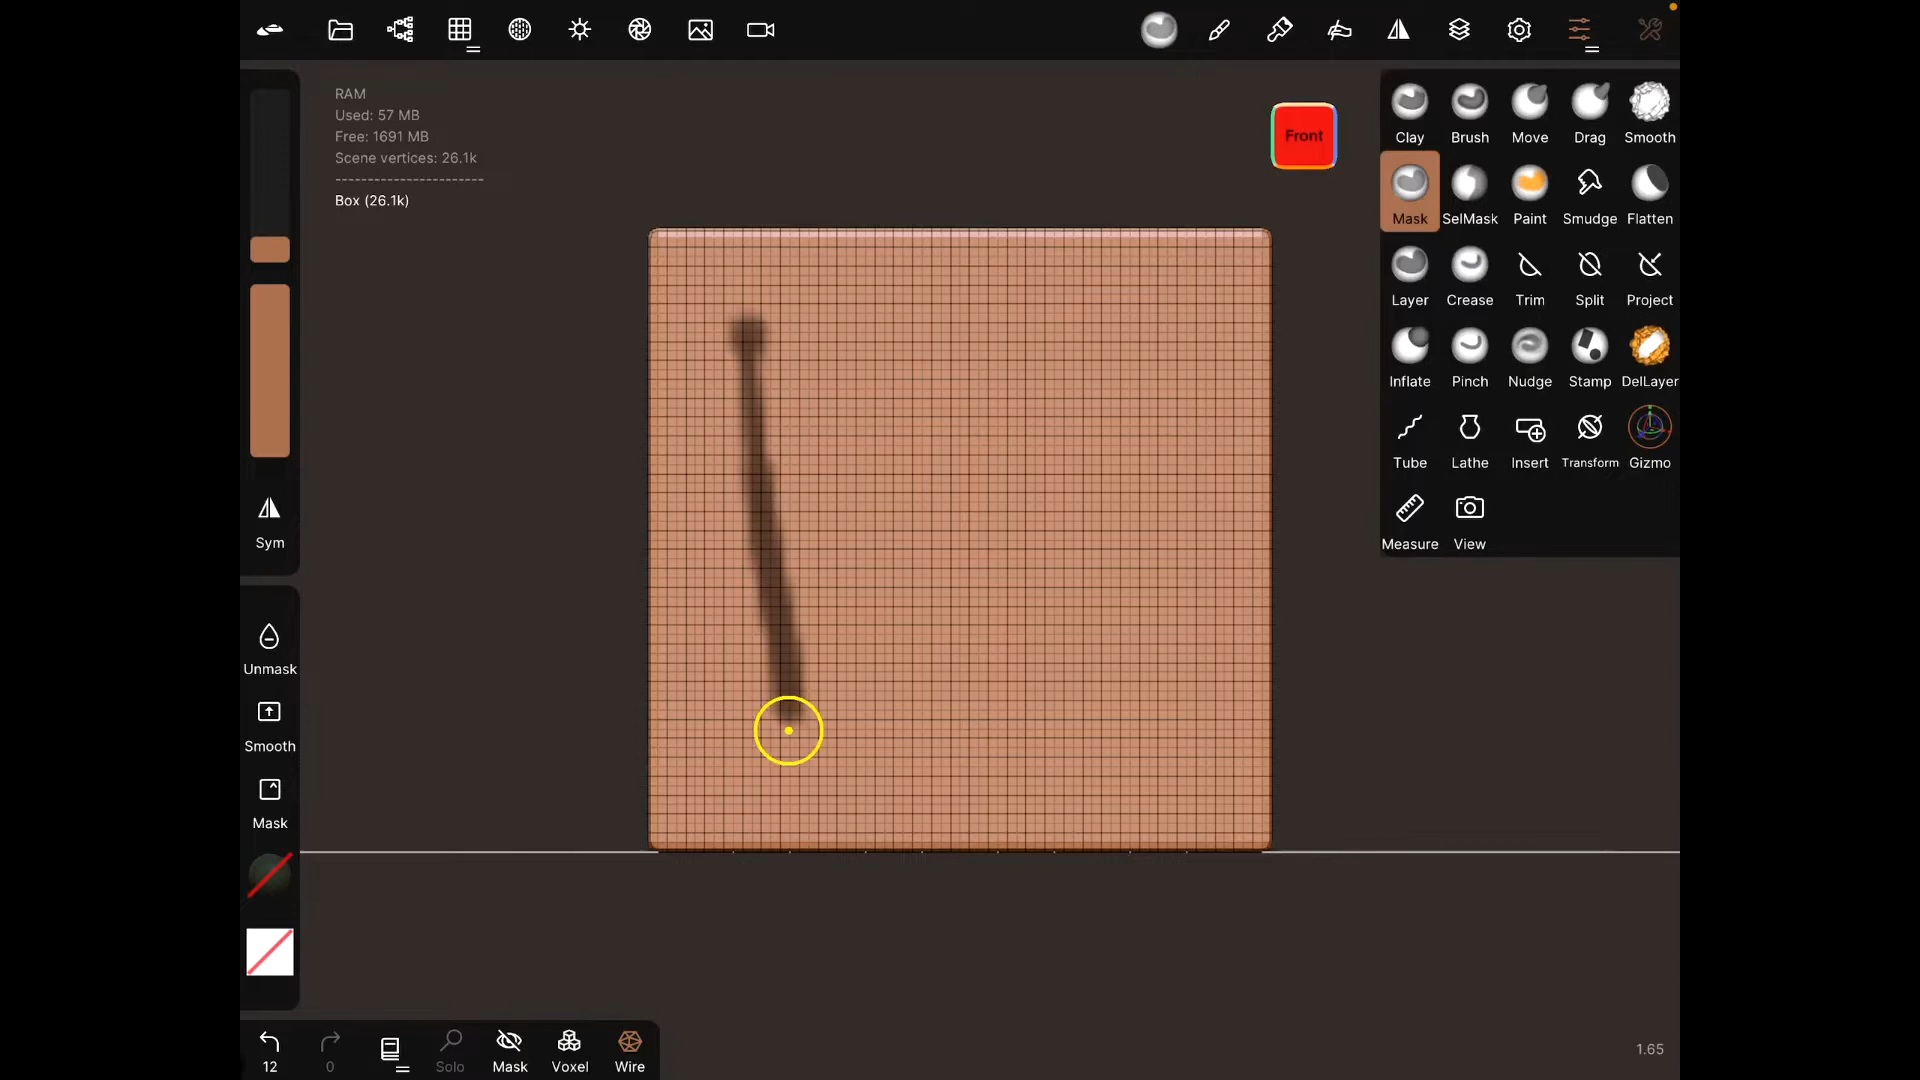 RAM
Used: 57 MB
Free: 1691 MB
Scene vertices: 26.1k
------------------------
Box (26.1k)
Front
Clay Brush Move Drag Smooth
Mask SelMask Paint Smudge Flatten
Layer Crease Trim Split Project
Inflate Pinch Nudge Stamp DelLayer
Tube Lathe Insert Transform Gizmo
Measure View
Sym
Unmask
Smooth
Mask
12 0 Solo Mask Voxel Wire
1.65